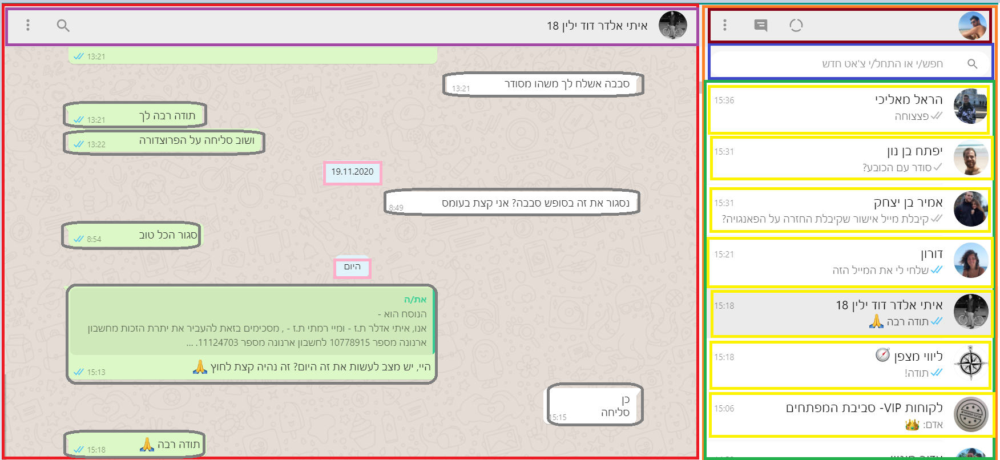 איתי אלדר דוד ילין 18
13:21
סבבה אשלח לך משהו מסודר
13:21
תודה רבה לך
13:21
ושוב סליחה על הפרוצדורה
13:22
19.11.2020
נסגור את זה בסופש סבבה? אני קצת בעומס
8:49
סגור הכל טוב
8:54
היום
את/ה
הנוסח הוא -
אנו, איתי אדלר ת.ז - ומיי רמתי ת.ז - , מסכימים בזאת להעביר את יתרת הזכות מחשבון
ארנונה מספר 10778915 לחשבון ארנונה מספר 11124703. ...
היי, יש מצב לעשות את זה היום? זה נהיה קצת לחוץ 🙏
15:13
כן
סליחה
15:15
תודה רבה 🙏
15:18
חפש/י או התחל/י צ'אט חדש
הראל מאליכי
15:36
פצצוחה
יפתח בן נון
15:31
סודר עם הכובע?
אמיר בן יצחק
15:31
קיבלת מייל אישור שקיבלת החזרה על הפאנגויה?
דורון
15:21
שלחי לי את המייל הזה
איתי אלדר דוד ילין 18
15:18
תודה רבה 🙏
ליווי מצפן 🧭
15:18
תודה!
לקוחות VIP- סביבת המפתחים
15:06
אדם: 👑